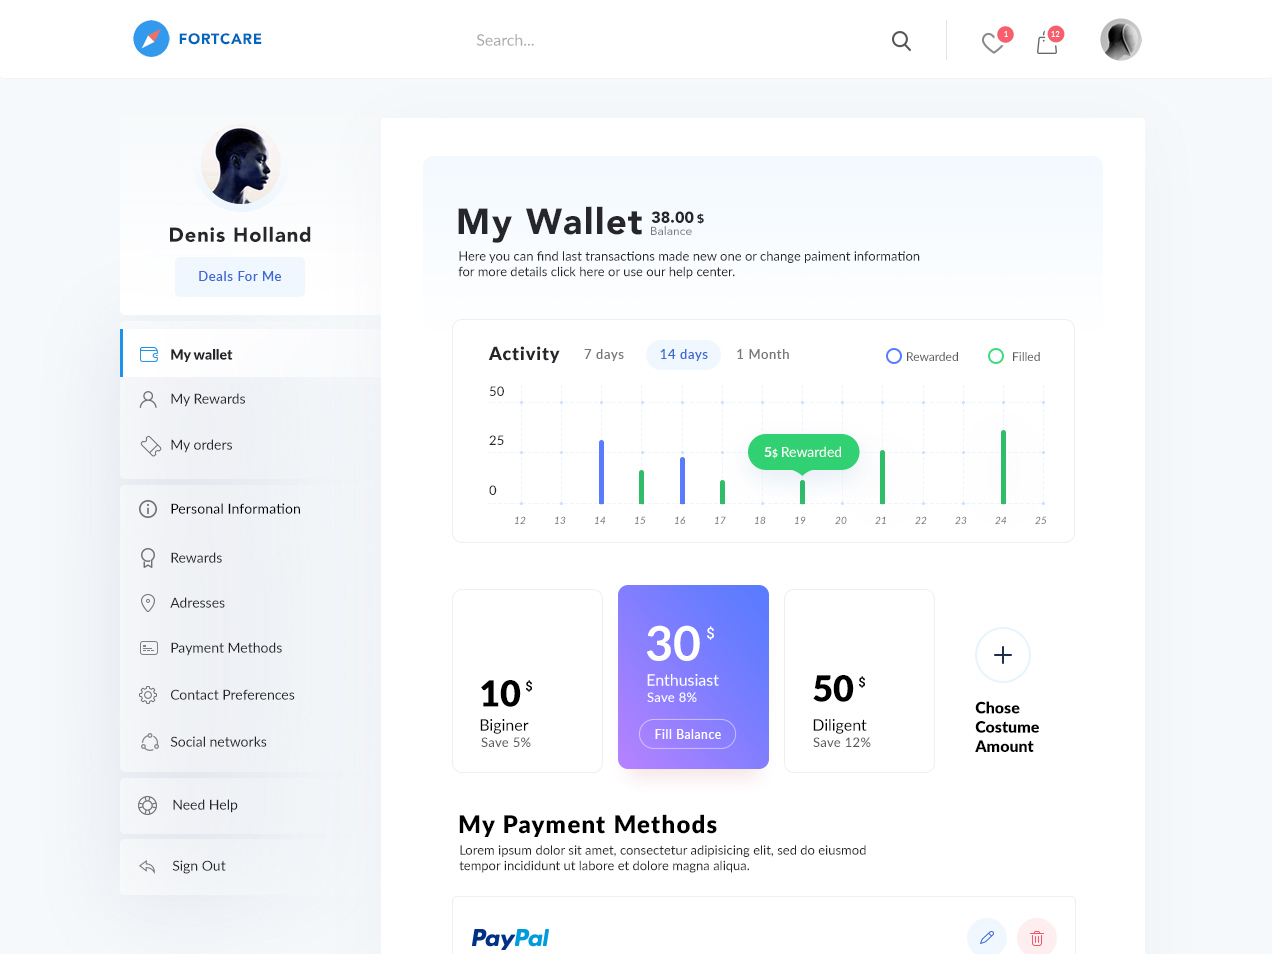 FORTCARE
Search...
1
12
Denis Holland
Deals For Me
My wallet
My Rewards
My orders
Personal Information
Rewards
Adresses
Payment Methods
Contact Preferences
Social networks
Need Help
Sign Out
My Wallet 38.00 $
Balance
Here you can find last transactions made new one or change paiment information
for more details click here or use our help center.
Activity 7 days 14 days 1 Month Rewarded Filled
50
25
0
5$ Rewarded
12 13 14 15 16 17 18 19 20 21 22 23 24 25
10 $
Biginer
Save 5%
30 $
Enthusiast
Save 8%
Fill Balance
50 $
Diligent
Save 12%
Chose
Costume
Amount
My Payment Methods
Lorem ipsum dolor sit amet, consectetur adipisicing elit, sed do eiusmod
tempor incididunt ut labore et dolore magna aliqua.
PayPal